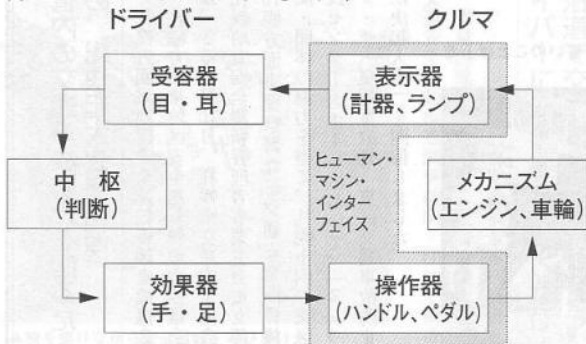 ドライバー
クルマ
受容器
(目・耳)
表示器
(計器、ランプ)
中 枢
(判断)
ヒューマン・
マシン・
インター
フェイス
メカニズム
(エンジン、車輪)
効果器
(手・足)
操作器
(ハンドル、ペダル)